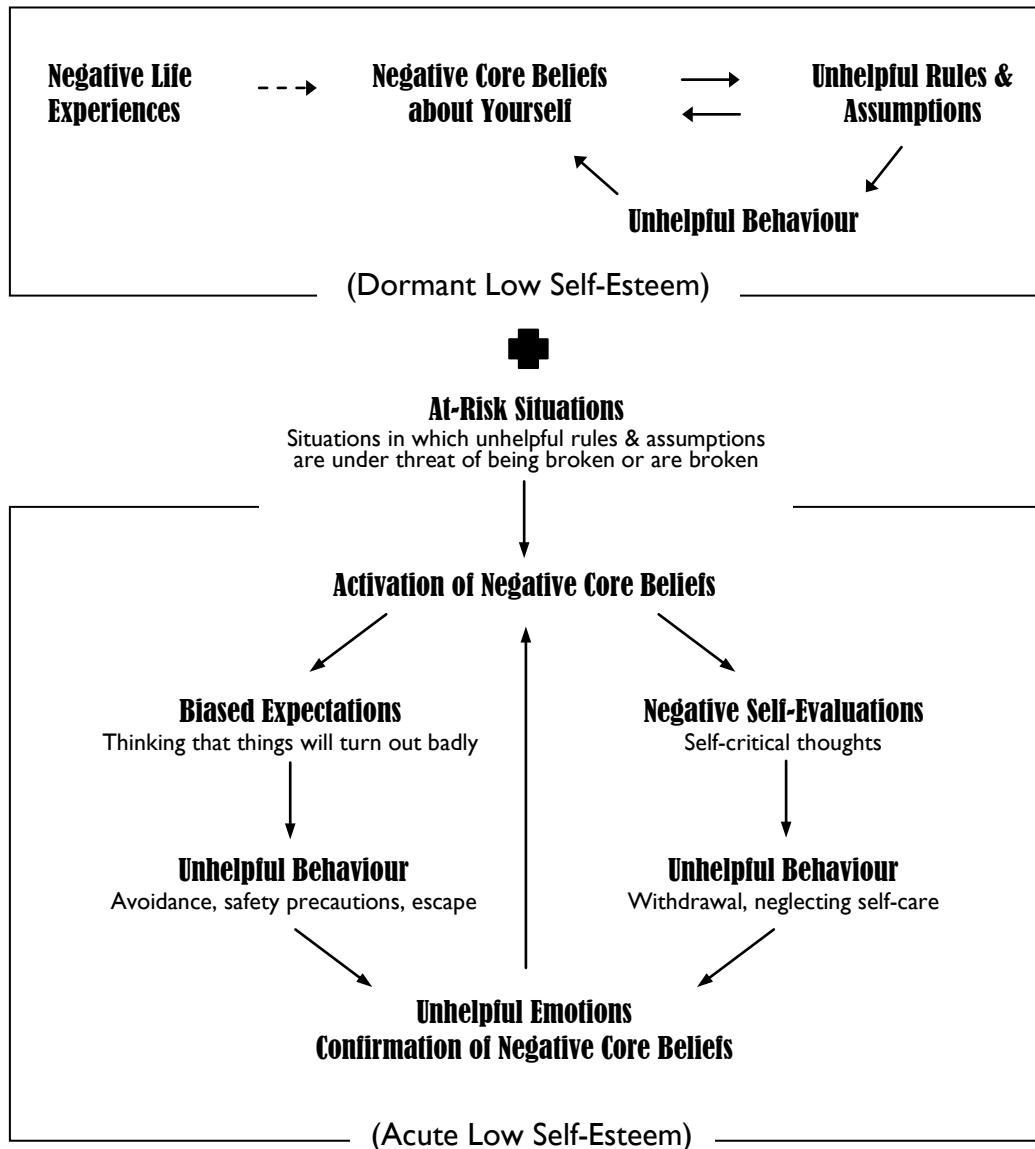 Negative Life
Experiences
Negative Core Beliefs
about Yourself
Unhelpful Rules &
Assumptions
Unhelpful Behaviour
(Dormant Low Self-Esteem)
At-Risk Situations
Situations in which unhelpful rules & assumptions
are under threat of being broken or are broken
Activation of Negative Core Beliefs
Biased Expectations
Thinking that things will turn out badly
Negative Self-Evaluations
Self-critical thoughts
Unhelpful Behaviour
Avoidance, safety precautions, escape
Unhelpful Behaviour
Withdrawal, neglecting self-care
Unhelpful Emotions
Confirmation of Negative Core Beliefs
(Acute Low Self-Esteem)